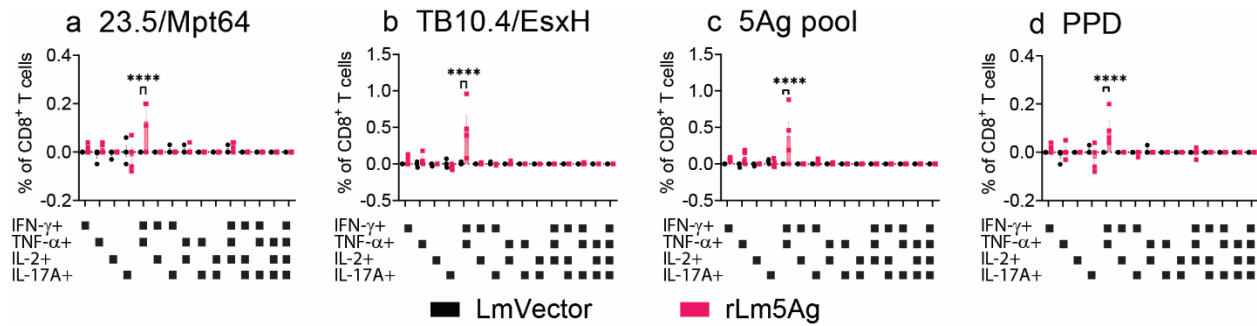 a 23.5/Mpt64
b TB10.4/EsxH
c 5Ag pool
d PPD
% of CD8⁺ T cells
0.4
0.2
0.0
-0.2
****
% of CD8⁺ T cells
1.5
1.0
0.5
0.0
-0.5
****
% of CD8⁺ T cells
1.5
1.0
0.5
0.0
-0.5
****
% of CD8⁺ T cells
0.4
0.2
0.0
-0.2
****
IFN-γ+
TNF-α+
IL-2+
IL-17A+
IFN-γ+
TNF-α+
IL-2+
IL-17A+
IFN-γ+
TNF-α+
IL-2+
IL-17A+
IFN-γ+
TNF-α+
IL-2+
IL-17A+
LmVector
rLm5Ag